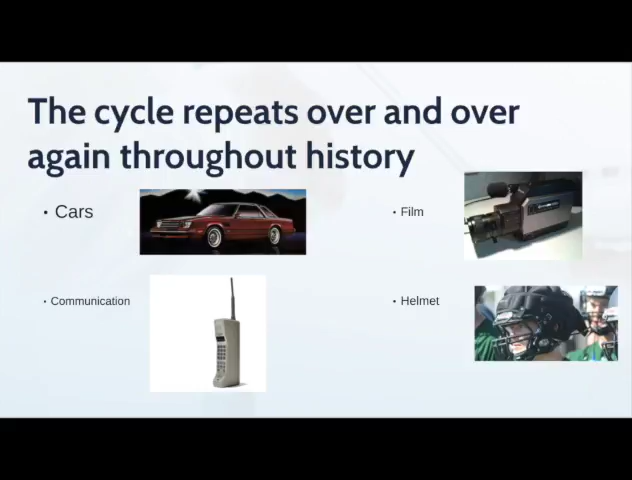 The cycle repeats over and over
again throughout history
• Cars
• Film
• Communication
• Helmet